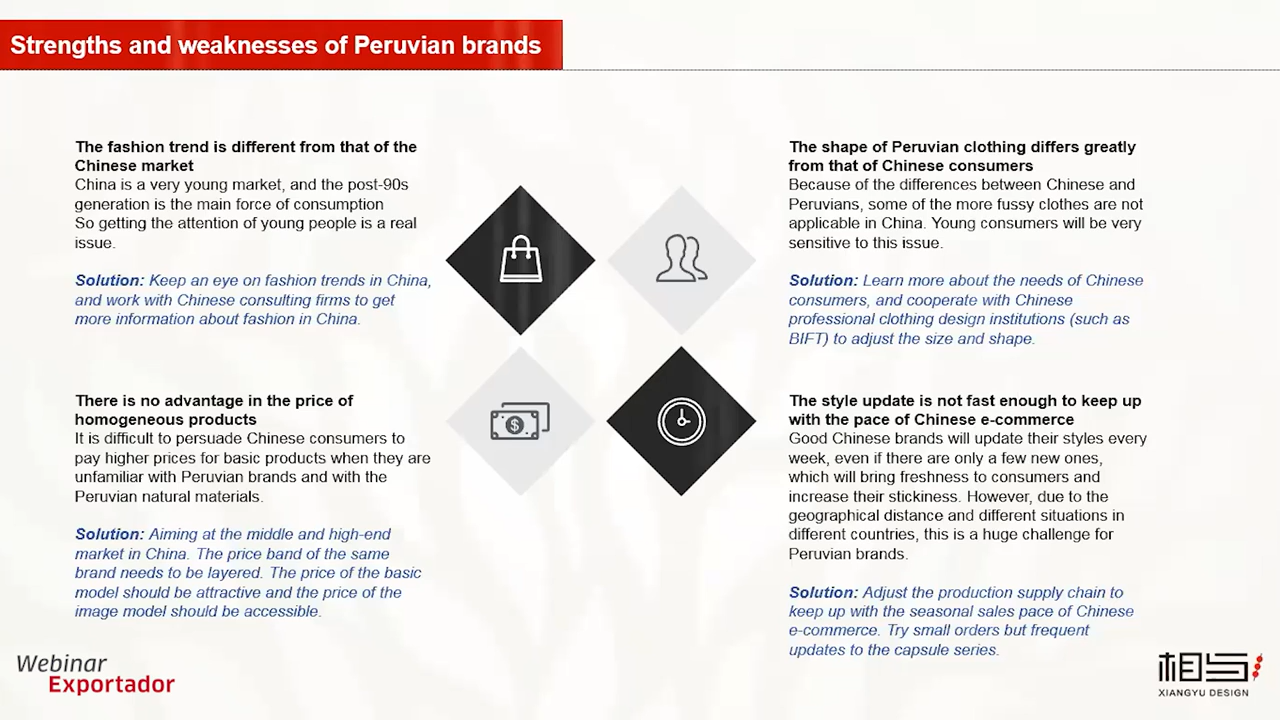 Strengths and weaknesses of Peruvian brands
The fashion trend is different from that of the
Chinese market
China is a very young market, and the post-90s
generation is the main force of consumption
So getting the attention of young people is a real
issue.
Solution: Keep an eye on fashion trends in China,
and work with Chinese consulting firms to get
more information about fashion in China.
The shape of Peruvian clothing differs greatly
from that of Chinese consumers
Because of the differences between Chinese and
Peruvians, some of the more fussy clothes are not
applicable in China. Young consumers will be very
sensitive to this issue.
Solution: Learn more about the needs of Chinese
consumers, and cooperate with Chinese
professional clothing design institutions (such as
BIFT) to adjust the size and shape.
There is no advantage in the price of
homogeneous products
It is difficult to persuade Chinese consumers to
pay higher prices for basic products when they are
unfamiliar with Peruvian brands and with the
Peruvian natural materials.
Solution: Aiming at the middle and high-end
market in China. The price band of the same
brand needs to be layered. The price of the basic
model should be attractive and the price of the
image model should be accessible.
The style update is not fast enough to keep up
with the pace of Chinese e-commerce
Good Chinese brands will update their styles every
week, even if there are only a few new ones,
which will bring freshness to consumers and
increase their stickiness. However, due to the
geographical distance and different situations in
different countries, this is a huge challenge for
Peruvian brands.
Solution: Adjust the production supply chain to
keep up with the seasonal sales pace of Chinese
e-commerce. Try small orders but frequent
updates to the capsule series.
$
Webinar
Exportador
相与
XIANGYU DESIGN